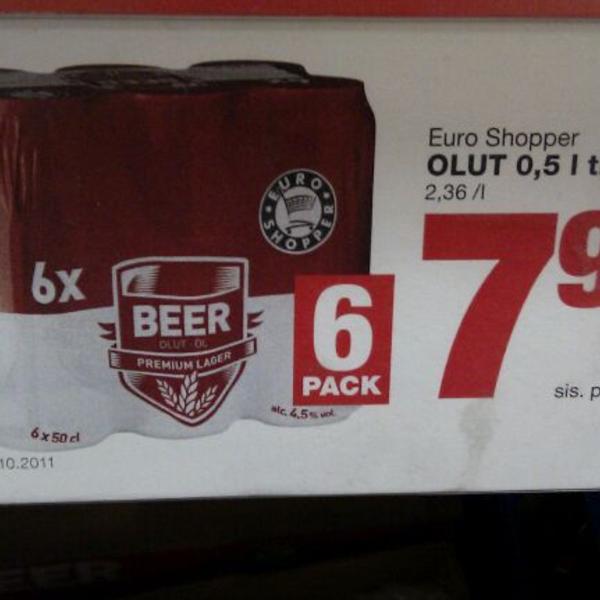 Euro Shopper
OLUT 0,5 l
2,36 /l
7
sis.
EURO SHOPPER
6x
BEER
OLUT - ÖL
PREMIUM LAGER
6
PACK
6 x 50 cl
alc. 4,5% vol.
10.2011